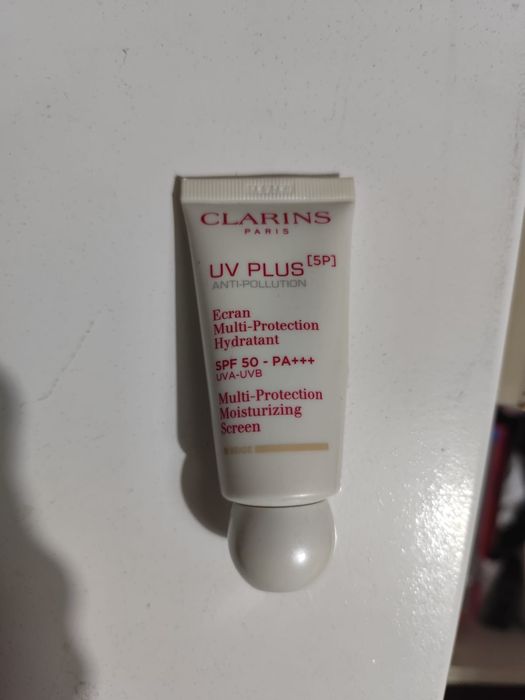 CLARINS
PARIS
UV PLUS [5P]
ANTI-POLLUTION
Ecran
Multi-Protection
Hydratant
SPF 50 - PA+++
UVA-UVB
Multi-Protection
Moisturizing
Screen